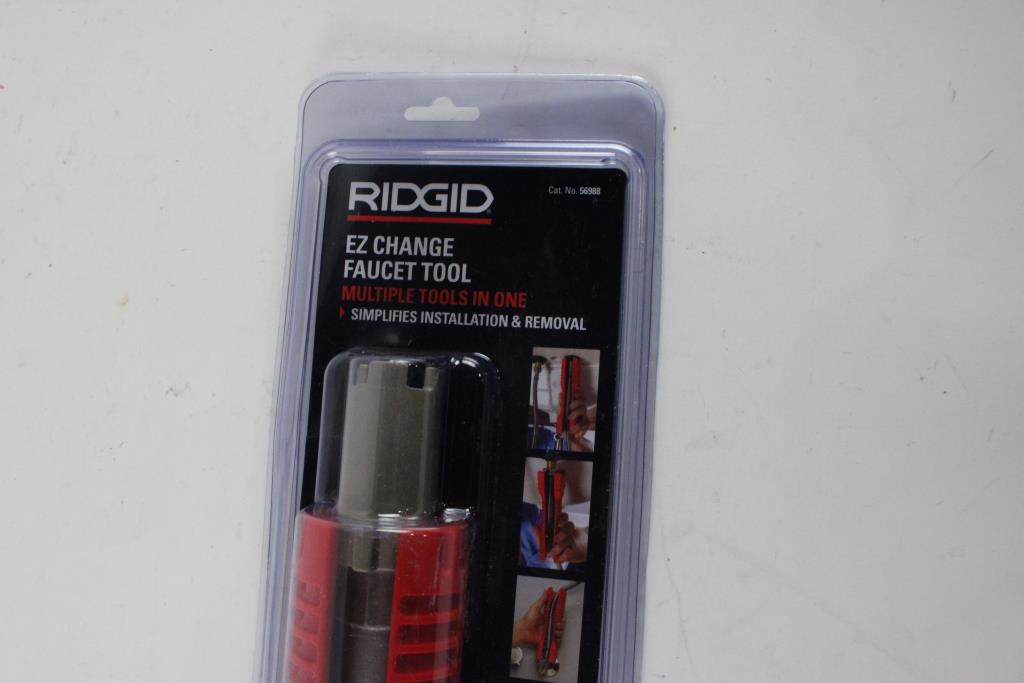 RIDGID
Cat. No. 56988
EZ CHANGE
FAUCET TOOL
MULTIPLE TOOLS IN ONE
SIMPLIFIES INSTALLATION & REMOVAL